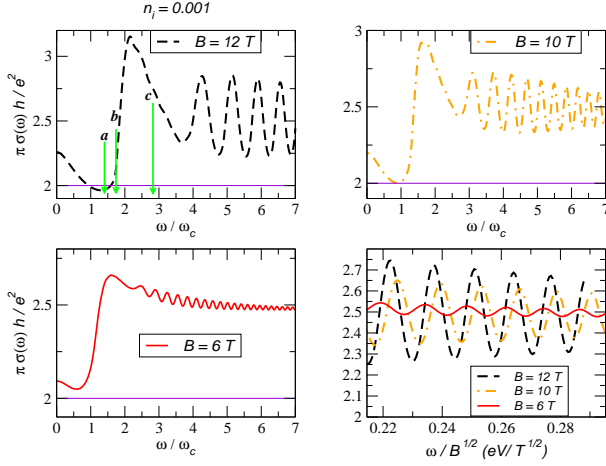 n_i = 0.001
B = 12 T
π σ(ω) h / e²
3
2.5
2
a
b
c
0 1 2 3 4 5 6 7
ω / ω_c
B = 10 T
3
2.5
2
0 1 2 3 4 5 6 7
ω / ω_c
π σ(ω) h / e²
2.5
2
B = 6 T
0 1 2 3 4 5 6 7
ω / ω_c
2.7
2.6
2.5
2.4
2.3
2.2
2.1
2
B = 12 T
B = 10 T
B = 6 T
0.22 0.24 0.26 0.28
ω / B^{1/2} (eV/T^{1/2})